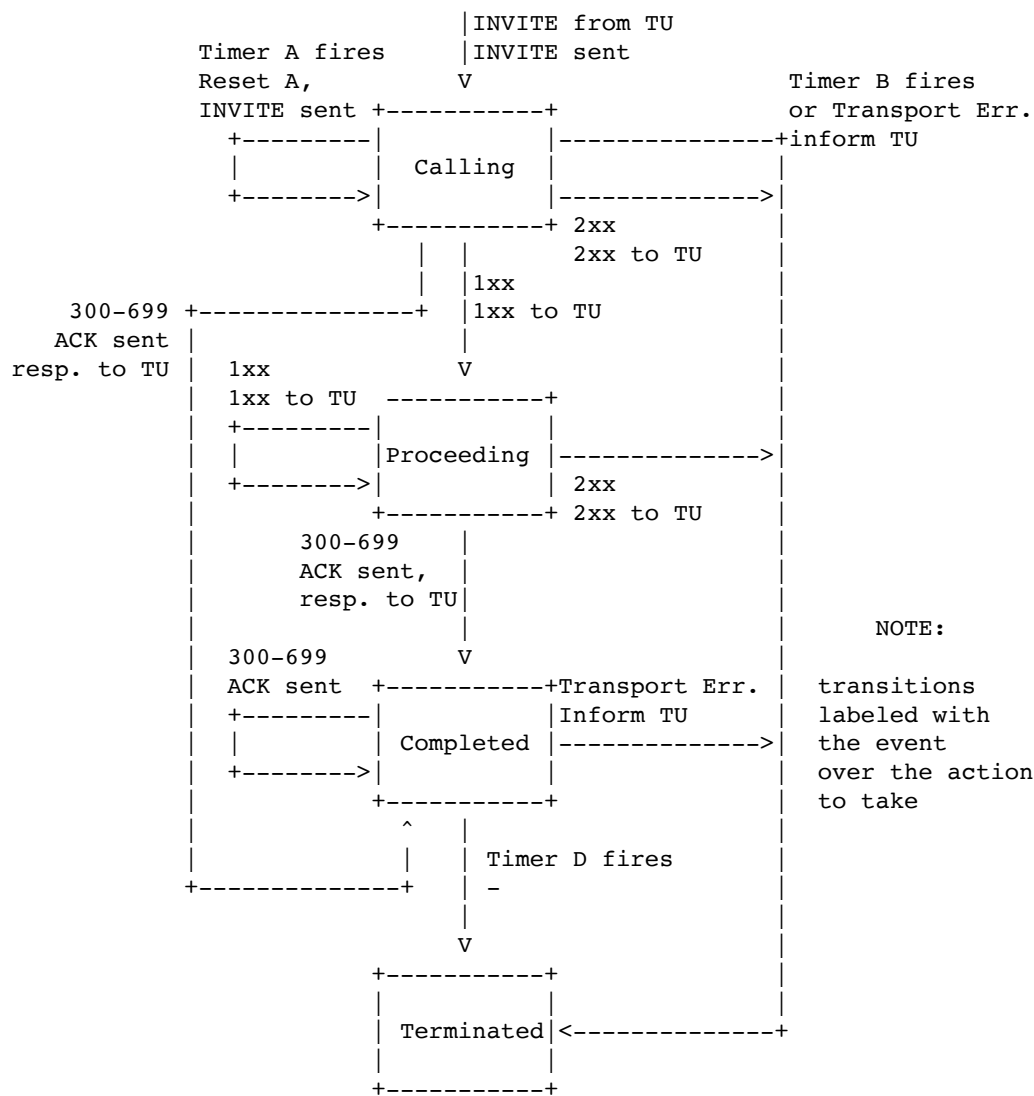 |INVITE from TU
Timer A fires |INVITE sent
Reset A, V Timer B fires
INVITE sent +-----------+ or Transport Err.
+---------| |---------------+inform TU
| | Calling | |
+-------->| |-------------->|
+-----------+ 2xx |
| | 2xx to TU |
| |1xx |
300-699 +---------------+ |1xx to TU |
ACK sent | | |
resp. to TU | 1xx V |
| 1xx to TU -----------+ |
| +---------| | |
| | |Proceeding |-------------->|
| +-------->| | 2xx |
| +-----------+ 2xx to TU |
| 300-699 | |
| ACK sent, | |
| resp. to TU| |
| | | NOTE:
| 300-699 V |
| ACK sent +-----------+Transport Err. | transitions
| +---------| |Inform TU | labeled with
| | | Completed |-------------->| the event
| +-------->| | | over the action
| +-----------+ | to take
| ^ | |
| | | Timer D fires |
+--------------+ | - |
| |
V |
+-----------+ |
| | |
| Terminated|<--------------+
| |
+-----------+